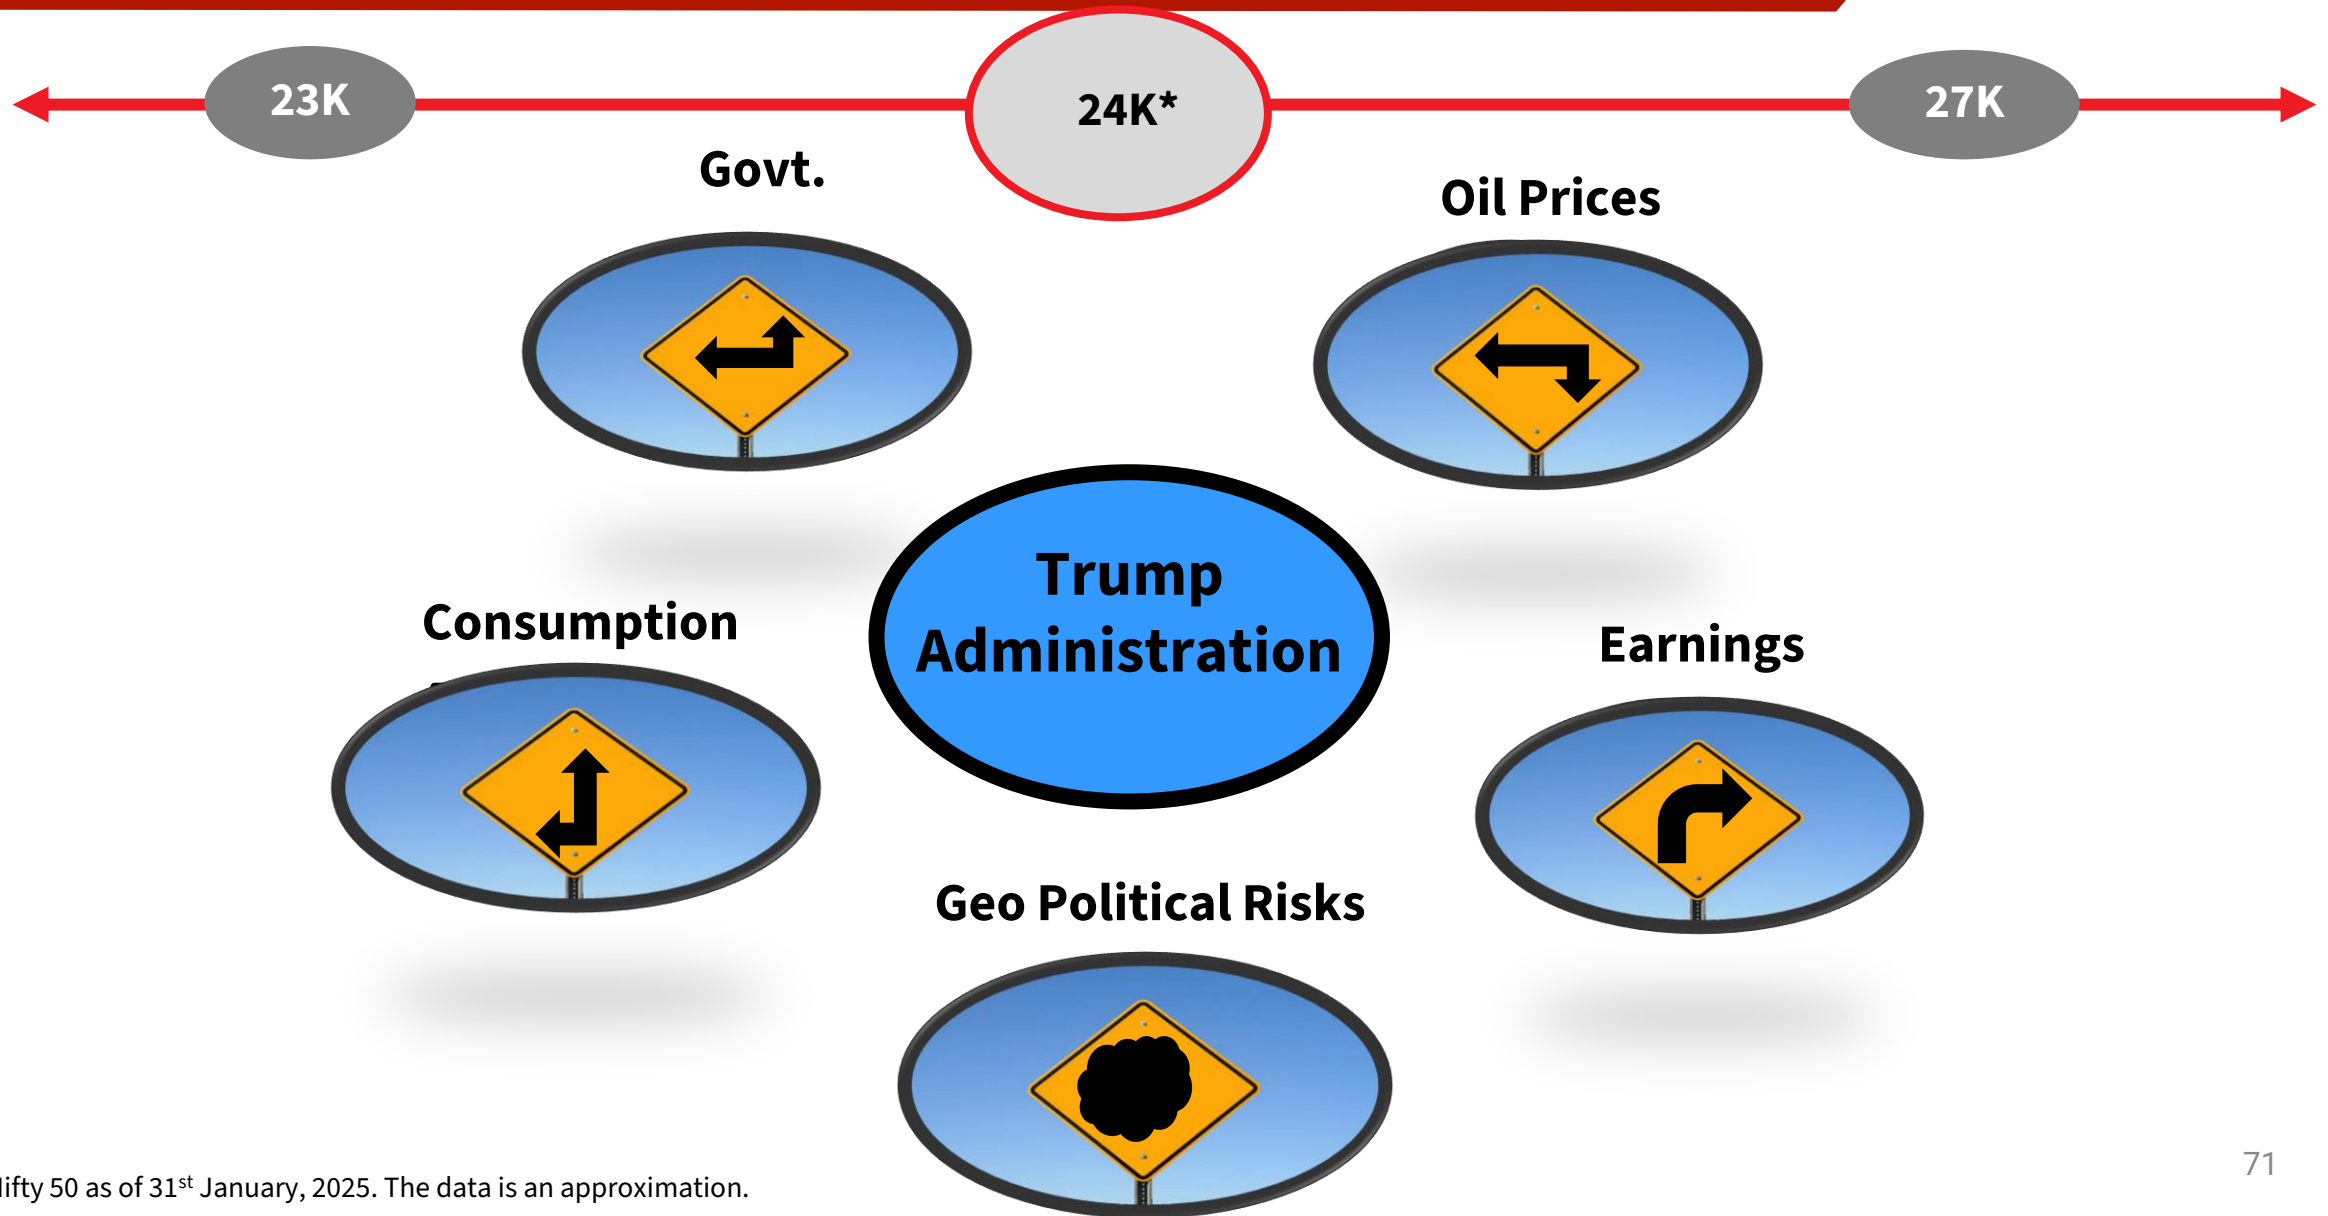 23K
24K*
27K
Govt.
Oil Prices
Trump
Administration
Consumption
Earnings
Geo Political Risks
50 as of 31st January, 2025. The data is an approximation.
71